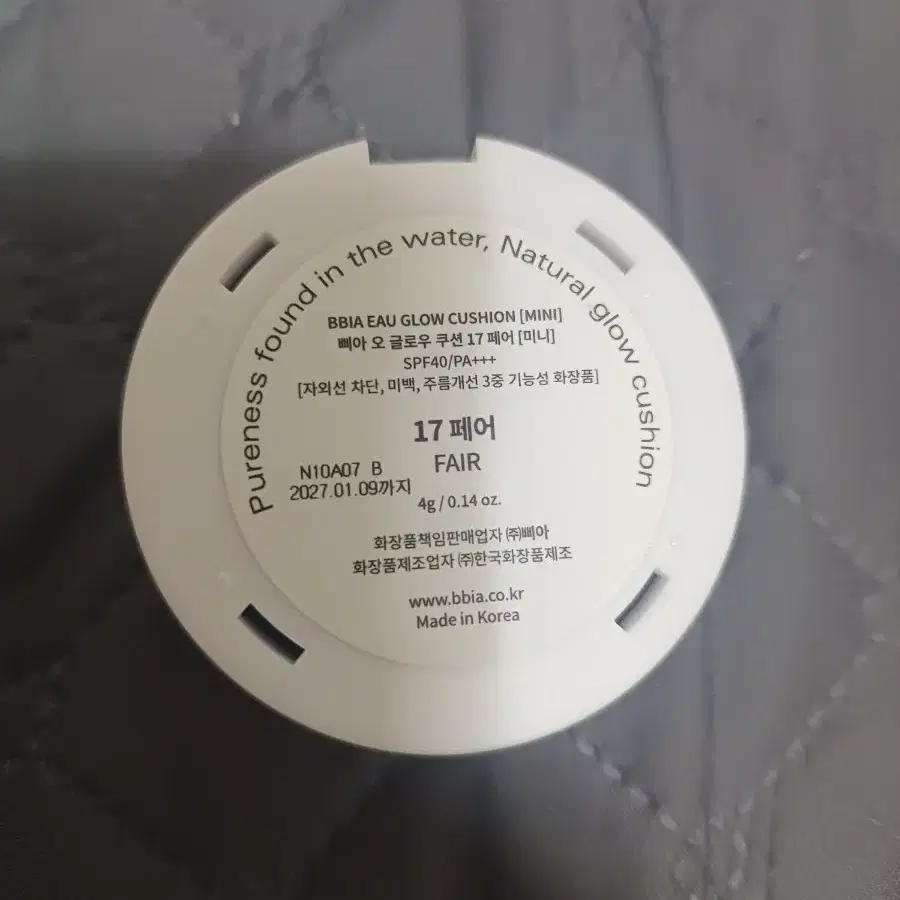 Pureness found in the water, Natural glow cushion
BBIA EAU GLOW CUSHION [MINI]
삐아 오 글로우 쿠션 17 페어 [미니]
SPF40/PA+++
[자외선 차단, 미백, 주름개선 3중 기능성 화장품]
17 페어
FAIR
N10A07 B
2027.01.09까지
4g / 0.14 oz.
화장품책임판매업자 ㈜삐아
화장품제조업자 ㈜한국화장품제조
www.bbia.co.kr
Made in Korea